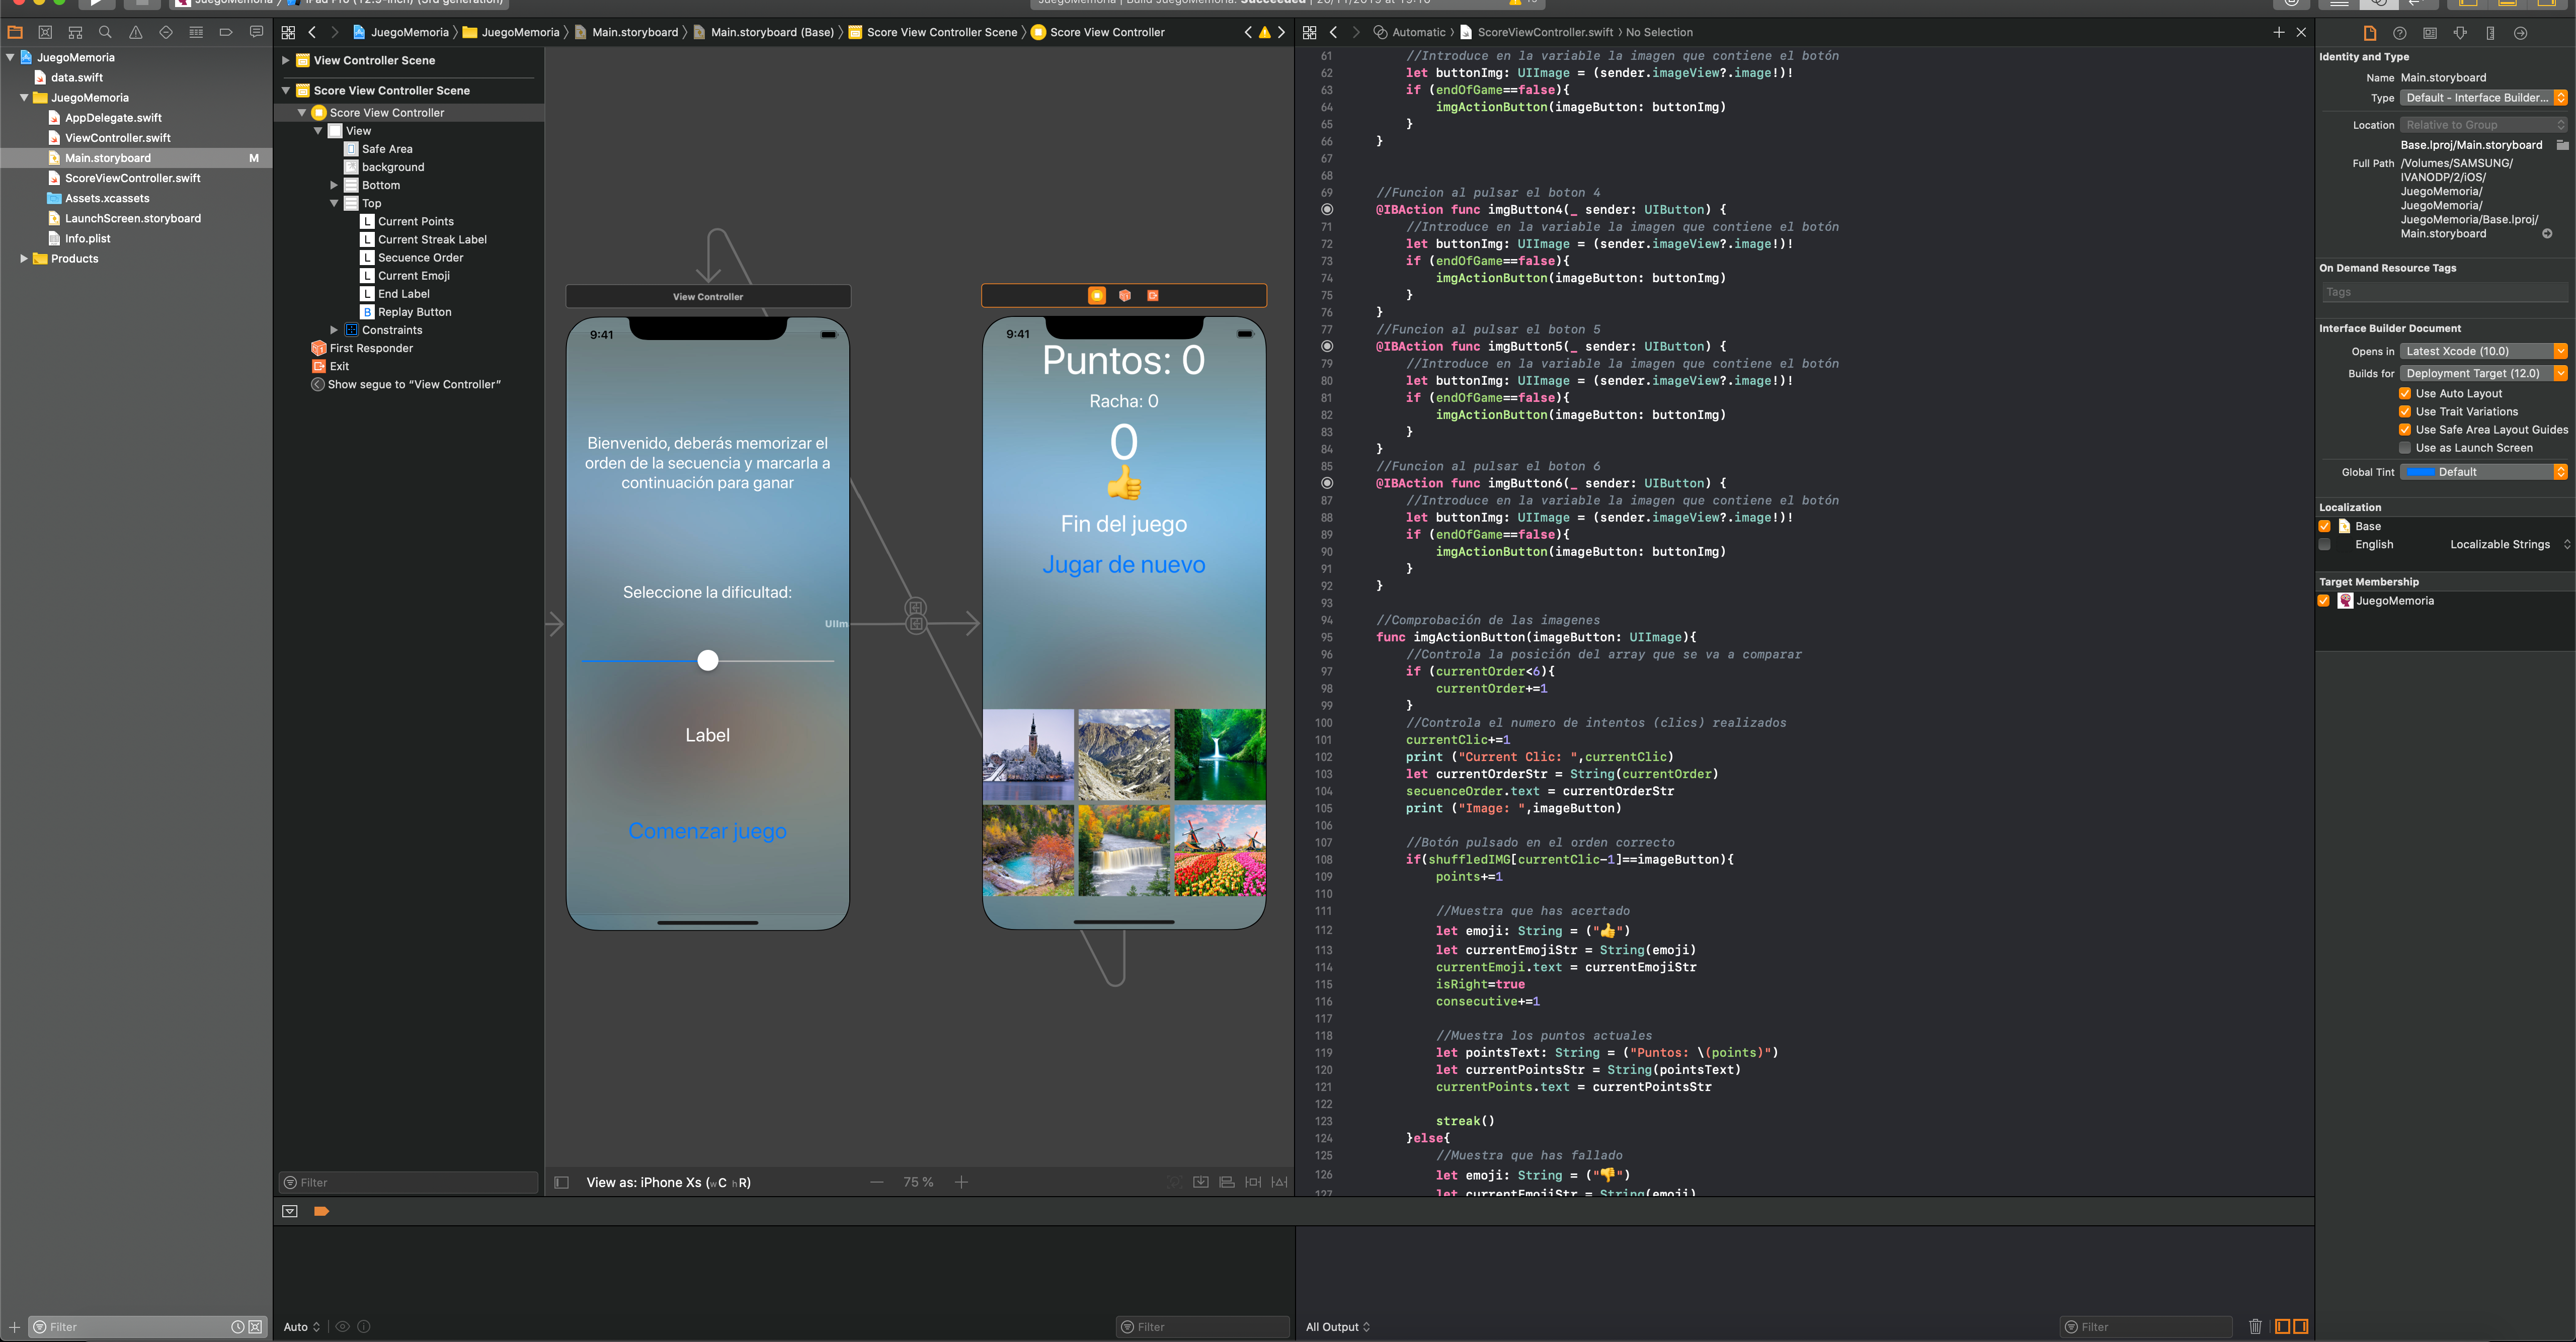 JuegoMemoria
iPad Pro (12.9-inch) (3rd generation)
JuegoMemoria | Build JuegoMemoria: Succeeded | 20/11/2019 at 19:10
JuegoMemoria
data.swift
JuegoMemoria
AppDelegate.swift
ViewController.swift
Main.storyboard M
ScoreViewController.swift
Assets.xcassets
LaunchScreen.storyboard
Info.plist
Products
Filter
JuegoMemoria JuegoMemoria Main.storyboard Main.storyboard (Base) Score View Controller Scene Score View Controller
View Controller Scene
Score View Controller Scene
Score View Controller
View
Safe Area
background
Bottom
Top
L Current Points
L Current Streak Label
L Secuence Order
L Current Emoji
L End Label
B Replay Button
Constraints
First Responder
Exit
Show segue to “View Controller”
Filter
View Controller
9:41
Bienvenido, deberás memorizar el
orden de la secuencia y marcarla a
continuación para ganar
Seleccione la dificultad:
UIIm
Label
Comenzar juego
9:41
Puntos: 0
Racha: 0
0
👍
Fin del juego
Jugar de nuevo
View as: iPhone Xs (wC hR)
75 %
Automatic ScoreViewController.swift No Selection
61 //Introduce en la variable la imagen que contiene el botón
62 let buttonImg: UIImage = (sender.imageView?.image!)!
63 if (endOfGame==false){
64 imgActionButton(imageButton: buttonImg)
65 }
66 }
67
68
69 //Funcion al pulsar el boton 4
@IBAction func imgButton4(_ sender: UIButton) {
71 //Introduce en la variable la imagen que contiene el botón
72 let buttonImg: UIImage = (sender.imageView?.image!)!
73 if (endOfGame==false){
74 imgActionButton(imageButton: buttonImg)
75 }
76 }
77 //Funcion al pulsar el boton 5
@IBAction func imgButton5(_ sender: UIButton) {
79 //Introduce en la variable la imagen que contiene el botón
80 let buttonImg: UIImage = (sender.imageView?.image!)!
81 if (endOfGame==false){
82 imgActionButton(imageButton: buttonImg)
83 }
84 }
85 //Funcion al pulsar el boton 6
@IBAction func imgButton6(_ sender: UIButton) {
87 //Introduce en la variable la imagen que contiene el botón
88 let buttonImg: UIImage = (sender.imageView?.image!)!
89 if (endOfGame==false){
90 imgActionButton(imageButton: buttonImg)
91 }
92 }
93
94 //Comprobación de las imagenes
95 func imgActionButton(imageButton: UIImage){
96 //Controla la posición del array que se va a comparar
97 if (currentOrder<6){
98 currentOrder+=1
99 }
100 //Controla el numero de intentos (clics) realizados
101 currentClic+=1
102 print ("Current Clic: ",currentClic)
103 let currentOrderStr = String(currentOrder)
104 secuenceOrder.text = currentOrderStr
105 print ("Image: ",imageButton)
106
107 //Botón pulsado en el orden correcto
108 if(shuffledIMG[currentClic-1]==imageButton){
109 points+=1
110
111 //Muestra que has acertado
112 let emoji: String = ("👍")
113 let currentEmojiStr = String(emoji)
114 currentEmoji.text = currentEmojiStr
115 isRight=true
116 consecutive+=1
117
118 //Muestra los puntos actuales
119 let pointsText: String = ("Puntos: \(points)")
120 let currentPointsStr = String(pointsText)
121 currentPoints.text = currentPointsStr
122
123 streak()
124 }else{
125 //Muestra que has fallado
126 let emoji: String = ("👎")
127 let currentEmojiStr = String(emoji)
Identity and Type
Name Main.storyboard
Type Default - Interface Builder...
Location Relative to Group
Base.lproj/Main.storyboard
Full Path /Volumes/SAMSUNG/
IVANODP/2/iOS/
JuegoMemoria/
JuegoMemoria/
JuegoMemoria/Base.lproj/
Main.storyboard
On Demand Resource Tags
Tags
Interface Builder Document
Opens in Latest Xcode (10.0)
Builds for Deployment Target (12.0)
Use Auto Layout
Use Trait Variations
Use Safe Area Layout Guides
Use as Launch Screen
Global Tint Default
Localization
Base
English Localizable Strings
Target Membership
JuegoMemoria
Auto
Filter
All Output
Filter